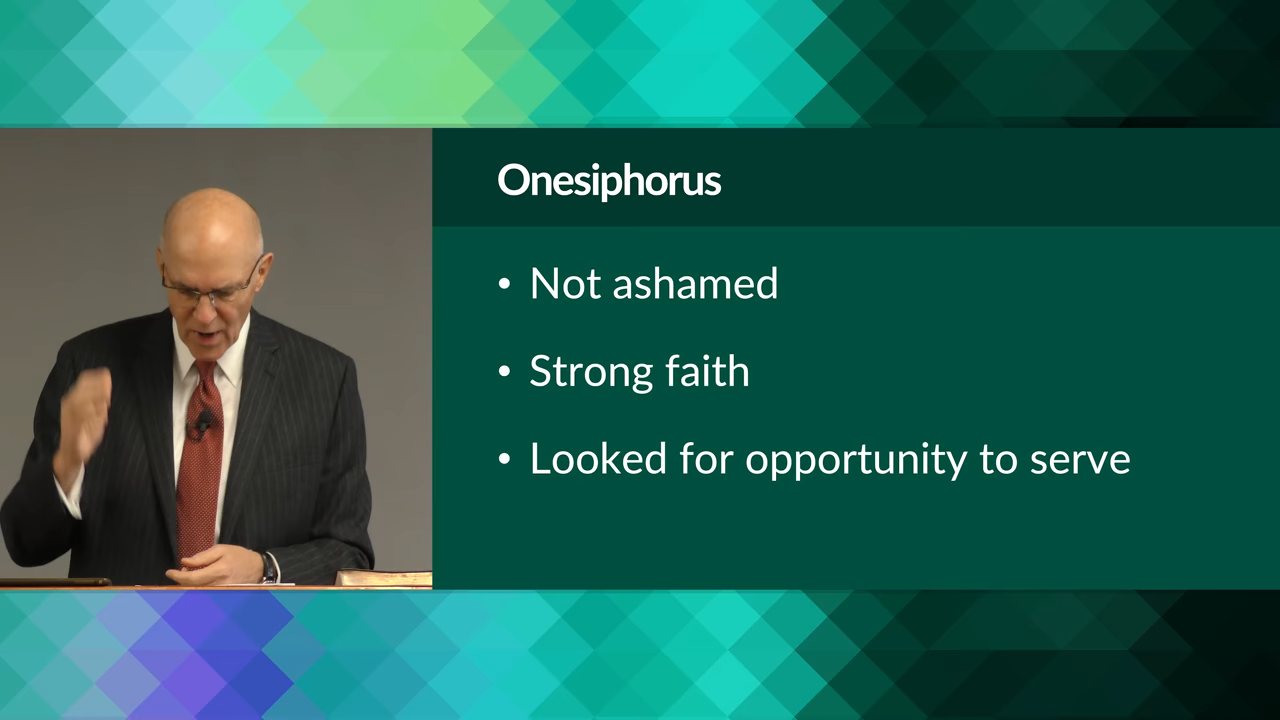 Onesiphorus
• Not ashamed
• Strong faith
• Looked for opportunity to serve